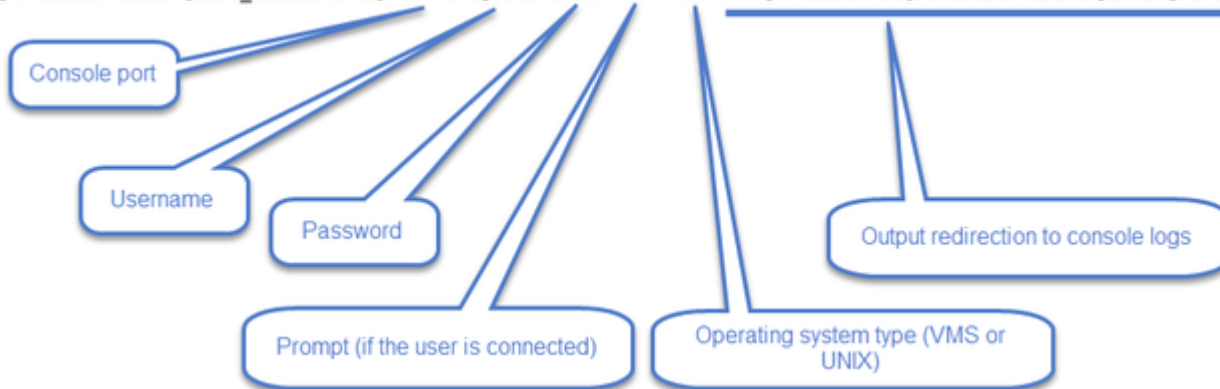 Console port
Username
Password
Output redirection to console logs
Prompt (if the user is connected)
Operating system type (VMS or
UNIX)